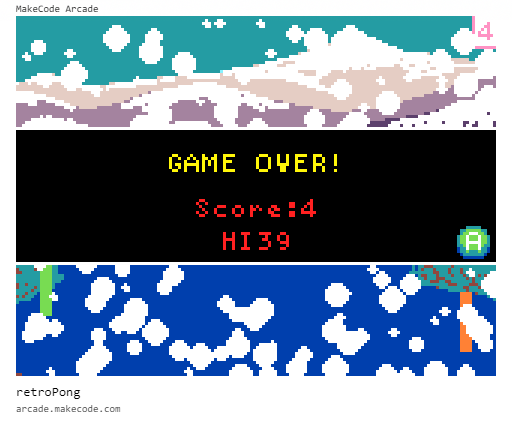 MakeCode Arcade
4
GAME OVER!
Score:4
HI39
A
retroPong
arcade.makecode.com